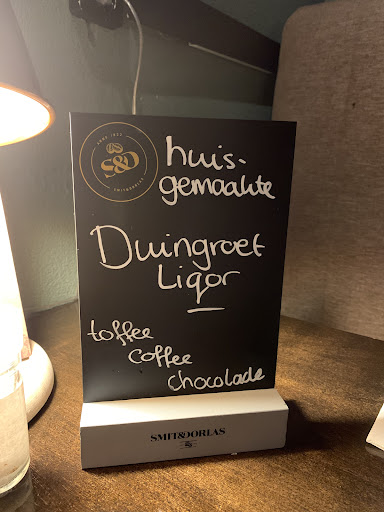 S&D
huis-
gemaakte
Duingroet
Liqor
toffee
coffee
chocolade
SMIT&DORLAS